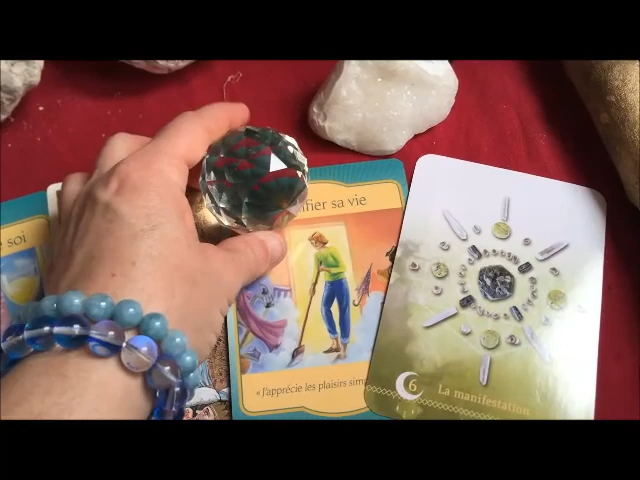 soi
fier sa vie
« J'apprécie les plaisirs sim
6
La manifestation